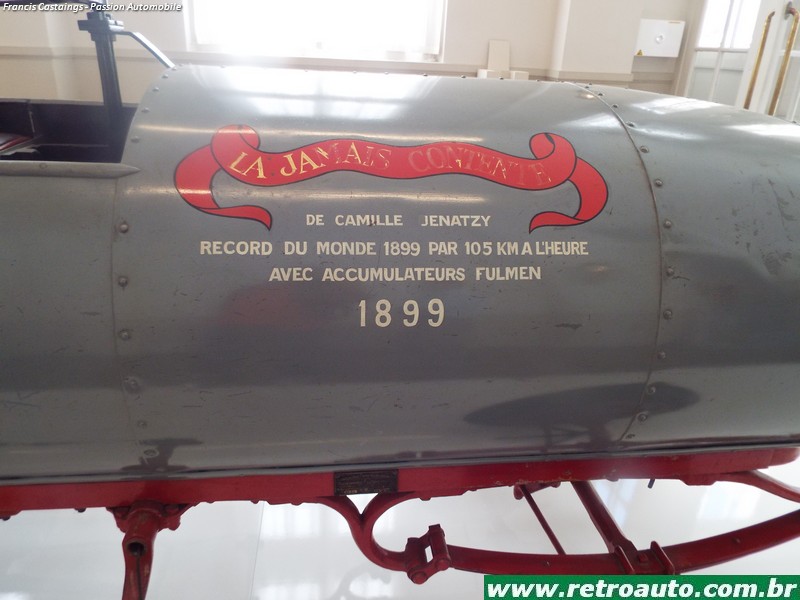 Francis Castaings - Passion Automobile
LA JAMAIS CONTENTE
DE CAMILLE JENATZY
RECORD DU MONDE 1899 PAR 105 KM A L'HEURE
AVEC ACCUMULATEURS FULMEN
1899
www.retroauto.com.br